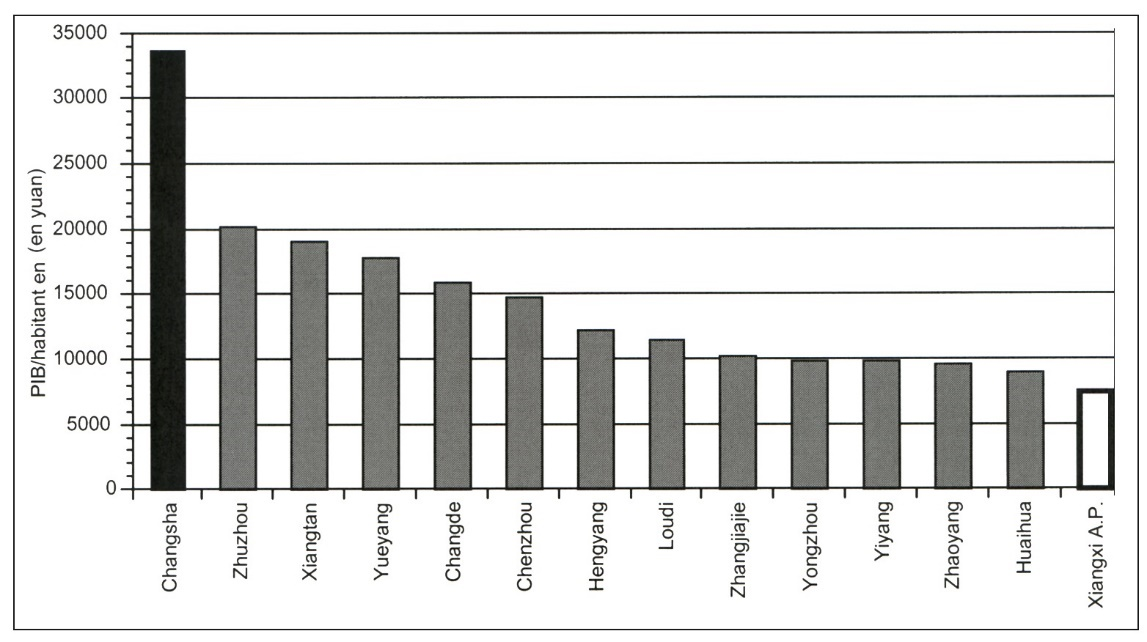 PIB/habitant en (en yuan)
35000
30000
25000
20000
15000
10000
5000
0
Changsha
Zhuzhou
Xiangtan
Yueyang
Changde
Chenzhou
Hengyang
Loudi
Zhangjiajie
Yongzhou
Yiyang
Zhaoyang
Huaihua
Xiangxi A.P.